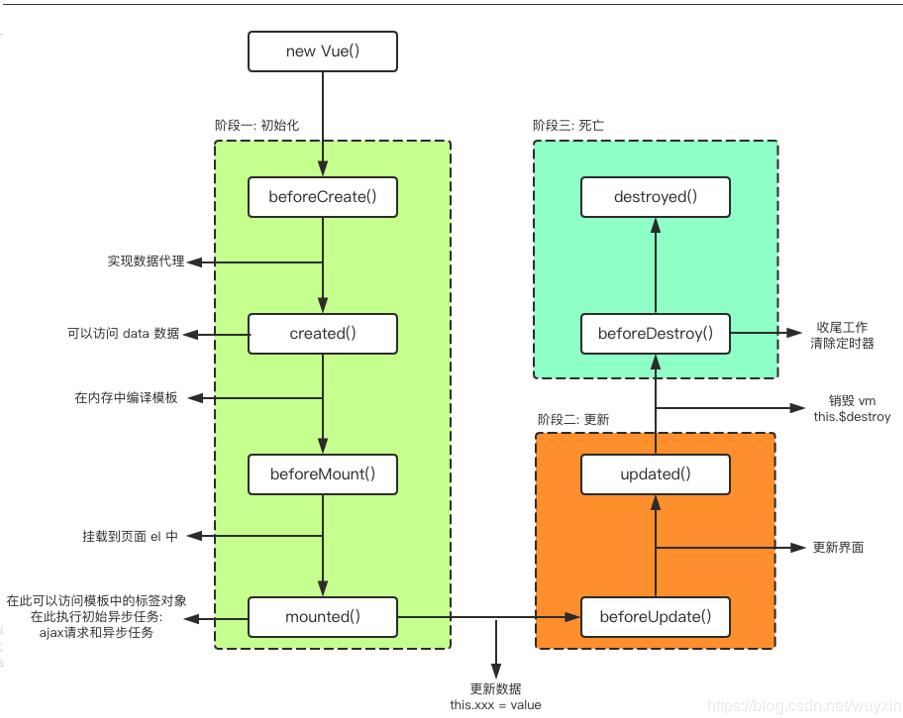 new Vue()
阶段一: 初始化
beforeCreate()
实现数据代理
可以访问 data 数据
created()
在内存中编译模板
beforeMount()
挂载到页面 el 中
在此可以访问模板中的标签对象
在此执行初始异步任务:
ajax请求和异步任务
mounted()
更新数据
this.xxx = value
阶段三: 死亡
destroyed()
beforeDestroy()
收尾工作
清除定时器
销毁 vm
this.$destroy
阶段二: 更新
updated()
更新界面
beforeUpdate()
https://blog.csdn.net/wuyxin